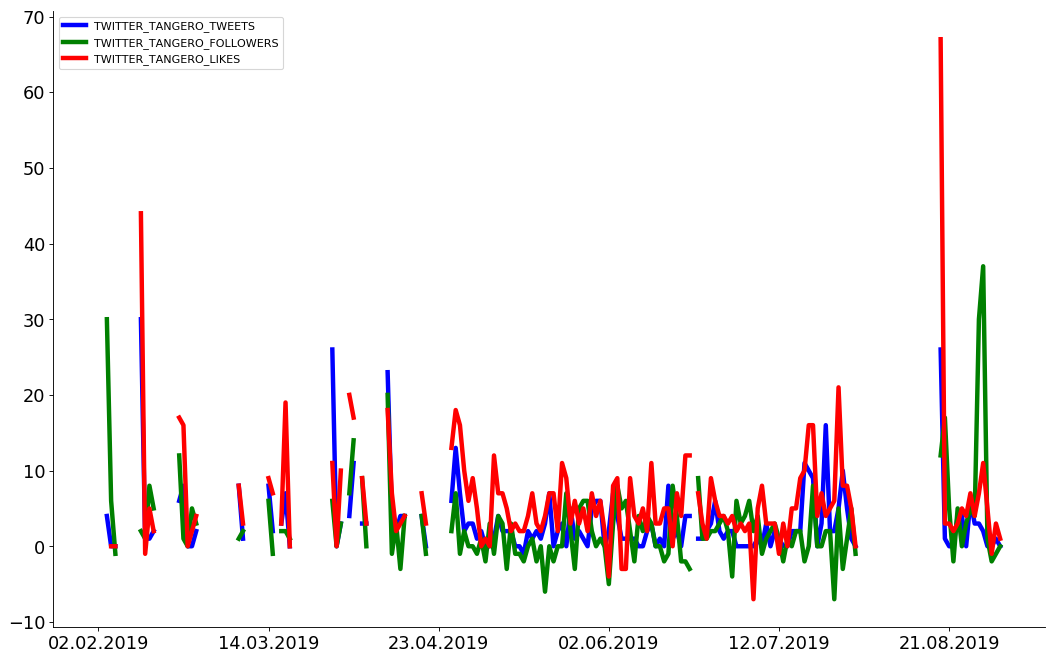 70
60
50
40
30
20
10
0
−10
TWITTER_TANGERO_TWEETS
TWITTER_TANGERO_FOLLOWERS
TWITTER_TANGERO_LIKES
02.02.2019 14.03.2019 23.04.2019 02.06.2019 12.07.2019 21.08.2019